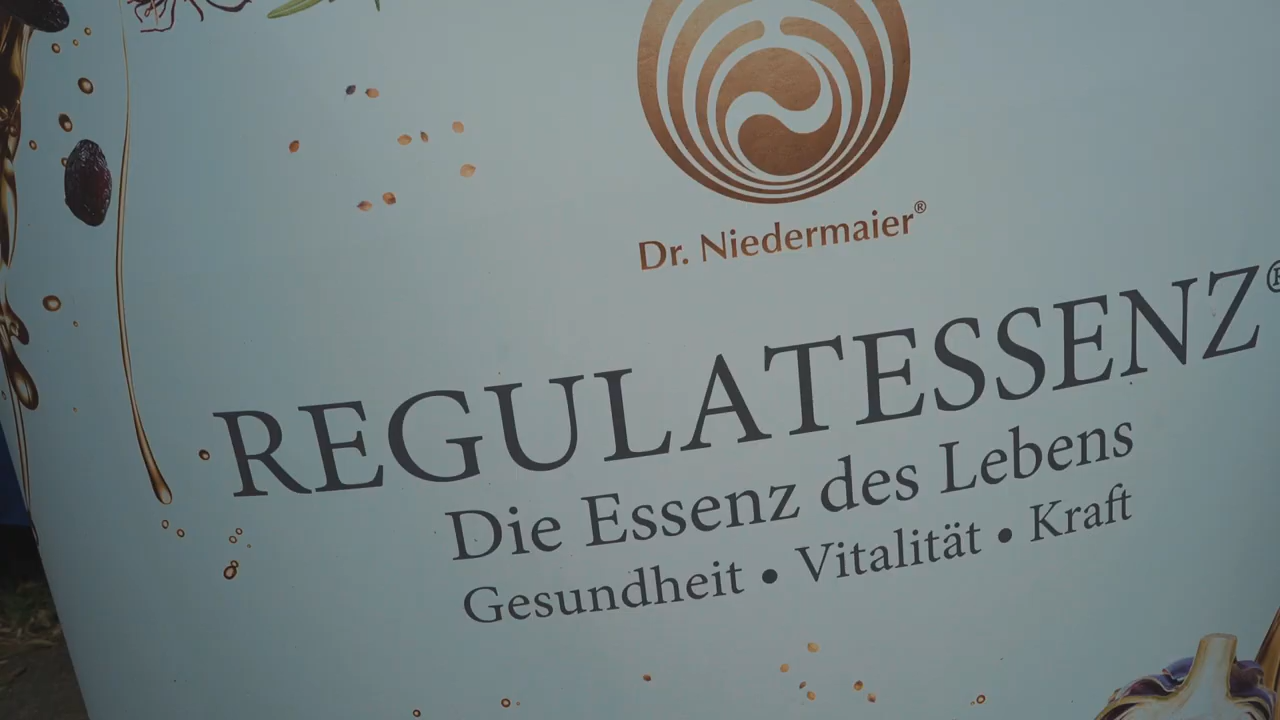 Dr. Niedermaier®
REGULATESSENZ®
Die Essenz des Lebens
Gesundheit • Vitalität • Kraft